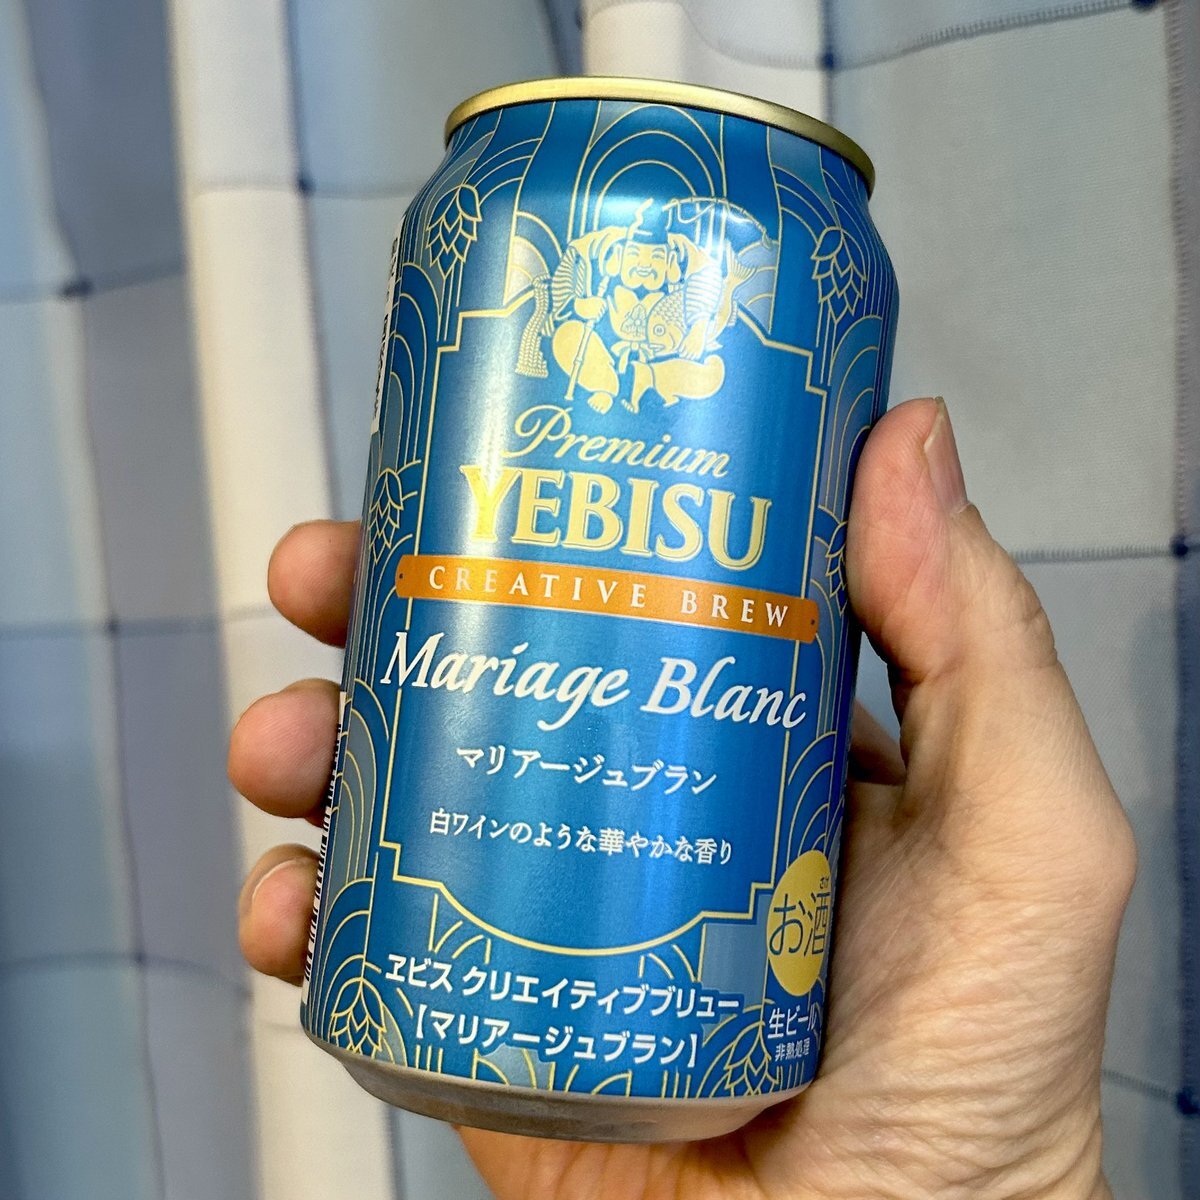 Premium
YEBISU
CREATIVE BREW
Mariage Blanc
マリアージュブラン
白ワインのような華やかな香り
さけ
お酒
ヱビス クリエイティブブリュー
【マリアージュブラン】
生ビール
非熱処理